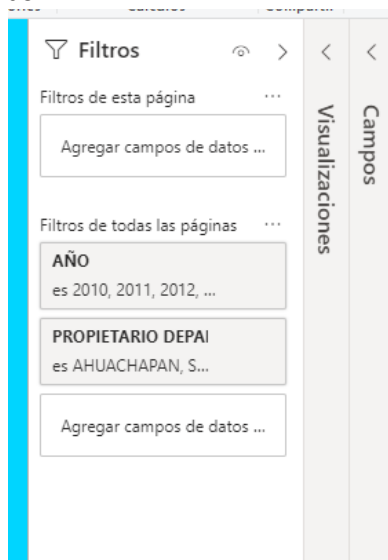 Filtros
Filtros de esta página
Agregar campos de datos ...
Filtros de todas las páginas
AÑO
es 2010, 2011, 2012, ...
PROPIETARIO DEPAI
es AHUACHAPAN, S...
Agregar campos de datos ...
Visualizaciones
Campos